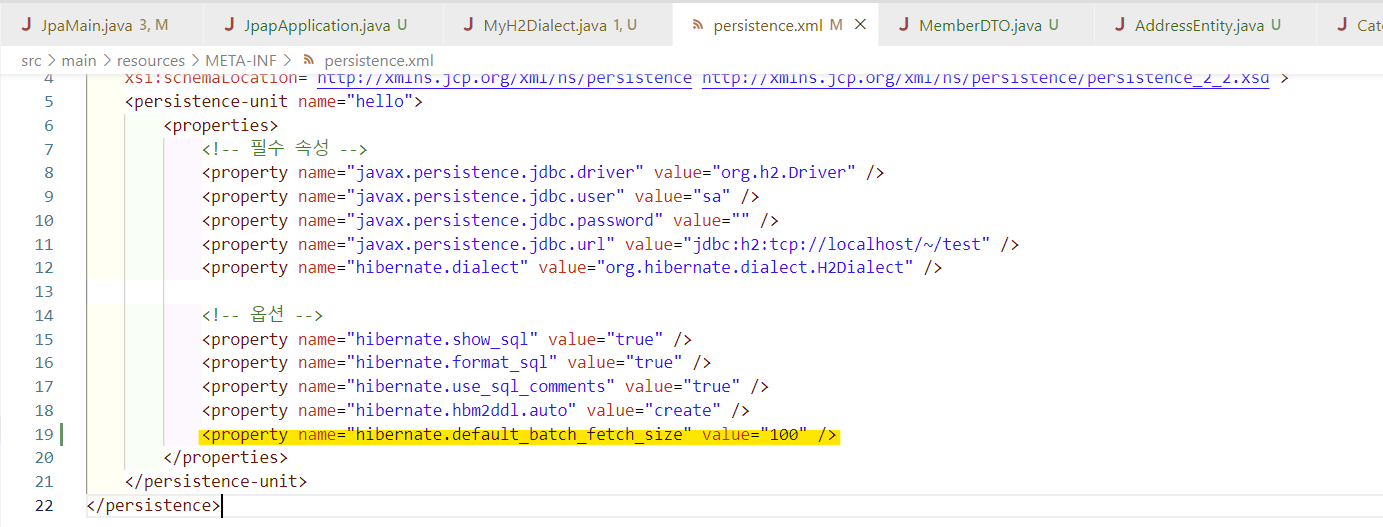 JpaMain.java 3, M JpapApplication.java U MyH2Dialect.java 1, U persistence.xml M MemberDTO.java U AddressEntity.java U Cat
src > main > resources > META-INF > persistence.xml
4 xsi:schemaLocation="http://xmlns.jcp.org/xml/ns/persistence http://xmlns.jcp.org/xml/ns/persistence/persistence_2_2.xsd">
5 <persistence-unit name="hello">
6 <properties>
7 <!-- 필수 속성 -->
8 <property name="javax.persistence.jdbc.driver" value="org.h2.Driver" />
9 <property name="javax.persistence.jdbc.user" value="sa" />
10 <property name="javax.persistence.jdbc.password" value="" />
11 <property name="javax.persistence.jdbc.url" value="jdbc:h2:tcp://localhost/~/test" />
12 <property name="hibernate.dialect" value="org.hibernate.dialect.H2Dialect" />
13
14 <!-- 옵션 -->
15 <property name="hibernate.show_sql" value="true" />
16 <property name="hibernate.format_sql" value="true" />
17 <property name="hibernate.use_sql_comments" value="true" />
18 <property name="hibernate.hbm2ddl.auto" value="create" />
19 <property name="hibernate.default_batch_fetch_size" value="100" />
20 </properties>
21 </persistence-unit>
22 </persistence>